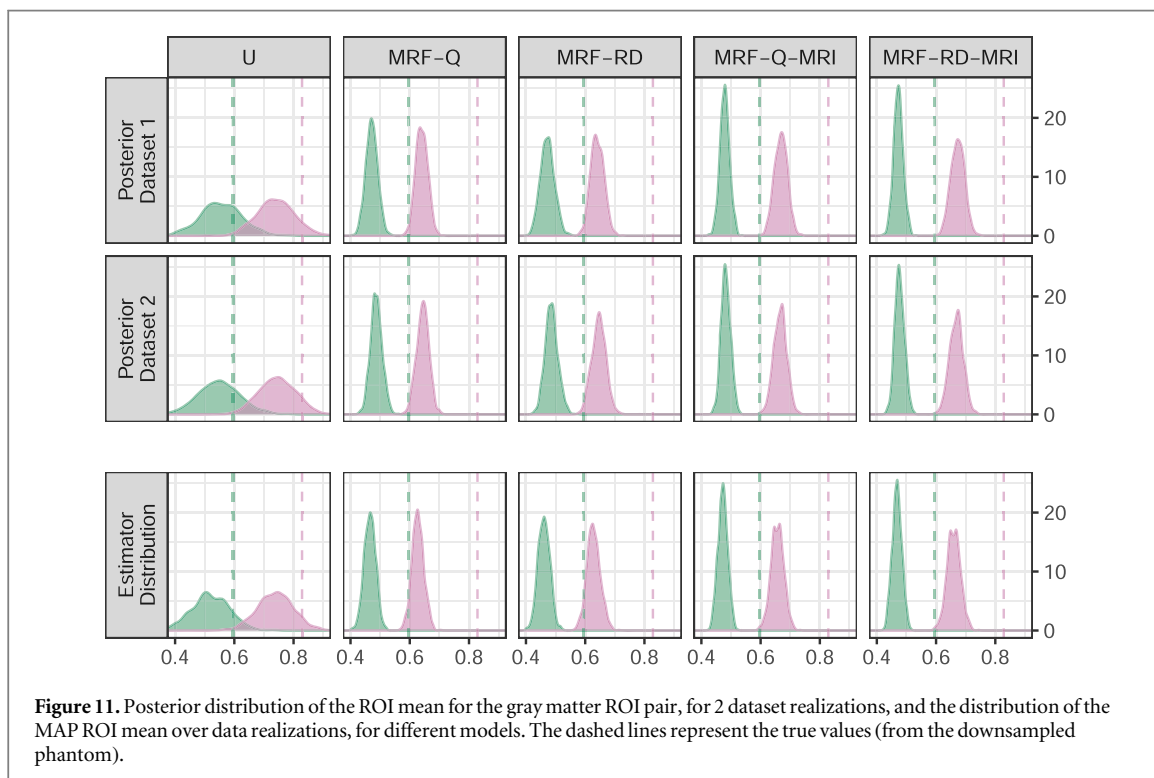 U MRF–Q MRF–RD MRF–Q–MRI MRF–RD–MRI
Posterior
Dataset 1
20
10
0
Posterior
Dataset 2
20
10
0
Estimator
Distribution
20
10
0
0.4 0.6 0.8 0.4 0.6 0.8 0.4 0.6 0.8 0.4 0.6 0.8 0.4 0.6 0.8
Figure 11. Posterior distribution of the ROI mean for the gray matter ROI pair, for 2 dataset realizations, and the distribution of the
MAP ROI mean over data realizations, for different models. The dashed lines represent the true values (from the downsampled
phantom).